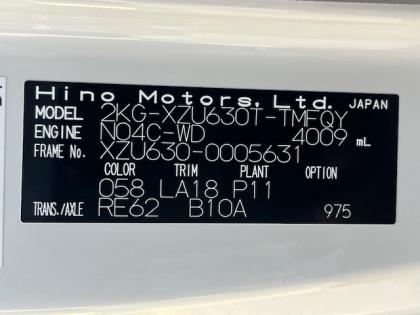 Hino Motors, Ltd. JAPAN
MODEL 2KG-XZU630T-TMFQY
ENGINE N04C-WD 4009 mL
FRAME No. XZU630-0005631
COLOR TRIM PLANT OPTION
058 LA18 P11
TRANS./AXLE RE62 B10A 975